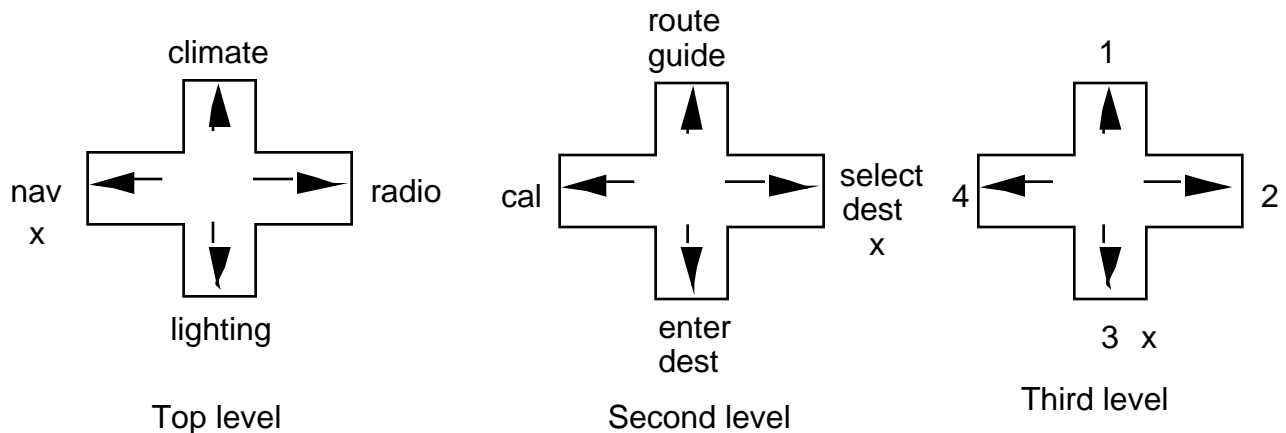 climate
nav
x
radio
lighting
Top level
route
guide
cal
select
dest
x
enter
dest
Second level
1
4
2
3 x
Third level